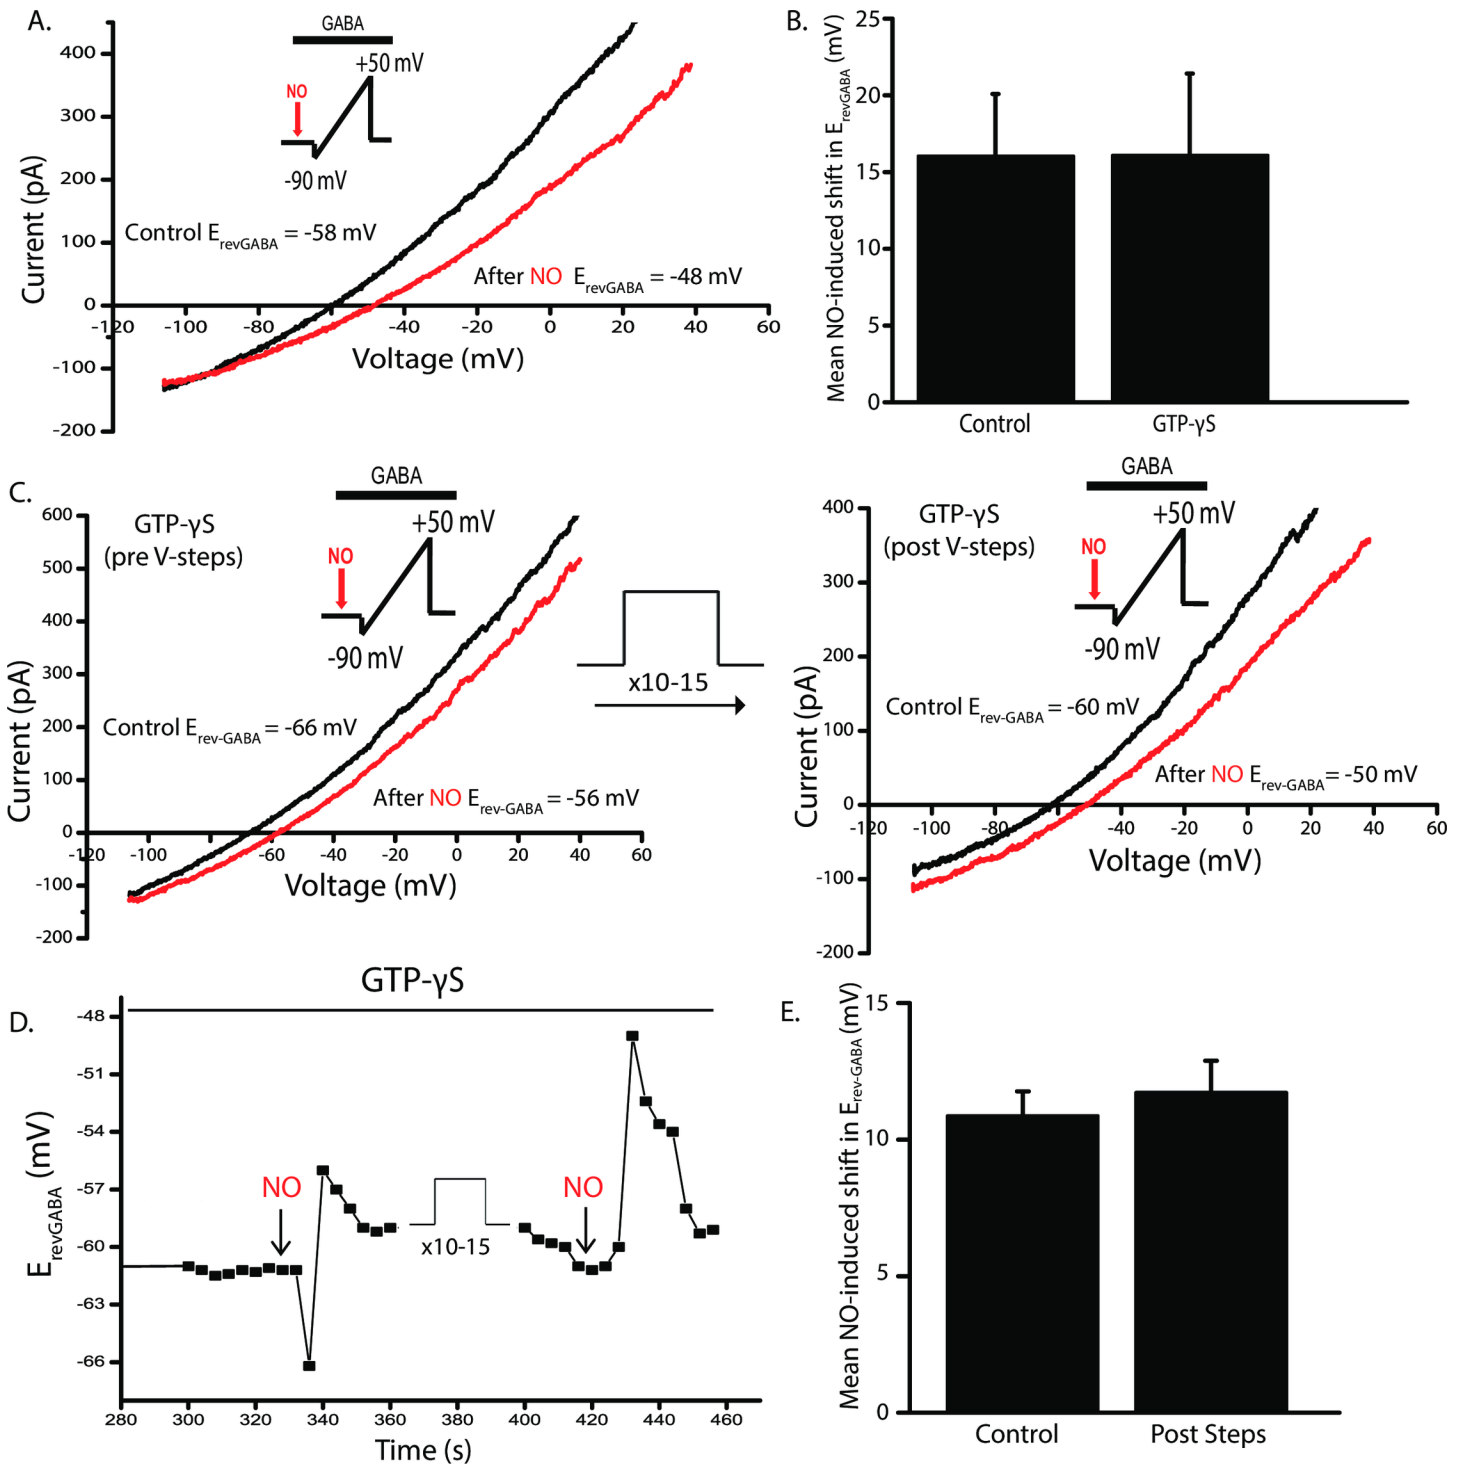 A.
GABA
+50 mV
NO
-90 mV
400
300
200
100
0
-100
-200
Current (pA)
Control ErevGABA = -58 mV
After NO ErevGABA = -48 mV
-120
-100
-80
-40
-20
0
20
40
60
Voltage (mV)
B.
25
20
15
10
5
0
Mean NO-induced shift in ErevGABA (mV)
Control
GTP-γS
C.
GTP-γS
(pre V-steps)
GABA
+50 mV
NO
-90 mV
600
500
400
300
200
100
0
-100
-200
Current (pA)
Control Erev-GABA = -66 mV
After NO Erev-GABA = -56 mV
-120
-100
-80
-60
-40
-20
0
20
40
60
Voltage (mV)
x10-15
GTP-γS
(post V-steps)
GABA
+50 mV
NO
-90 mV
400
300
200
100
0
-100
-200
Current (pA)
Control Erev-GABA = -60 mV
After NO Erev-GABA = -50 mV
-120
-100
-80
-40
-20
0
20
40
60
Voltage (mV)
D.
GTP-γS
-48
-51
-54
-57
-60
-63
-66
ErevGABA (mV)
NO
x10-15
NO
280
300
320
340
360
380
400
420
440
460
Time (s)
E.
15
10
5
0
Mean NO-induced shift in Erev-GABA (mV)
Control
Post Steps